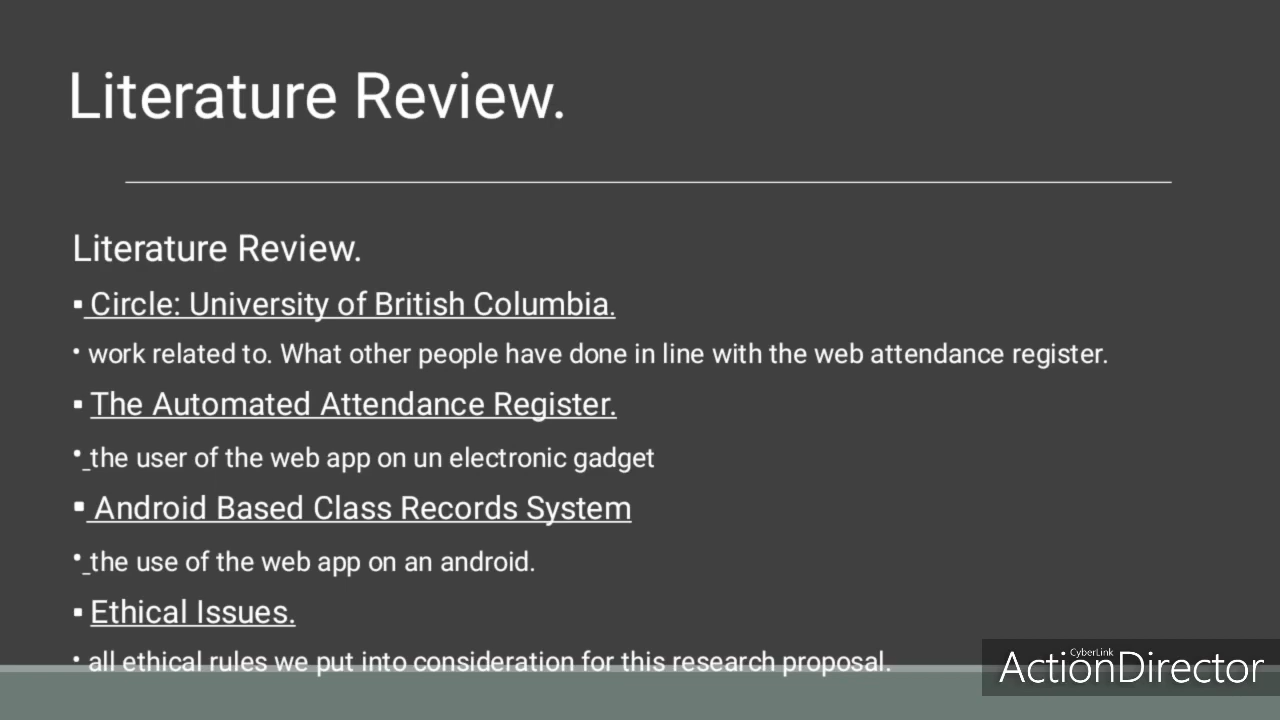 Literature Review.
Literature Review.
▪ Circle: University of British Columbia.
• work related to. What other people have done in line with the web attendance register.
▪ The Automated Attendance Register.
• the user of the web app on un electronic gadget
▪ Android Based Class Records System
• the use of the web app on an android.
▪ Ethical Issues.
• all ethical rules we put into consideration for this research proposal.
CyberLink
ActionDirector